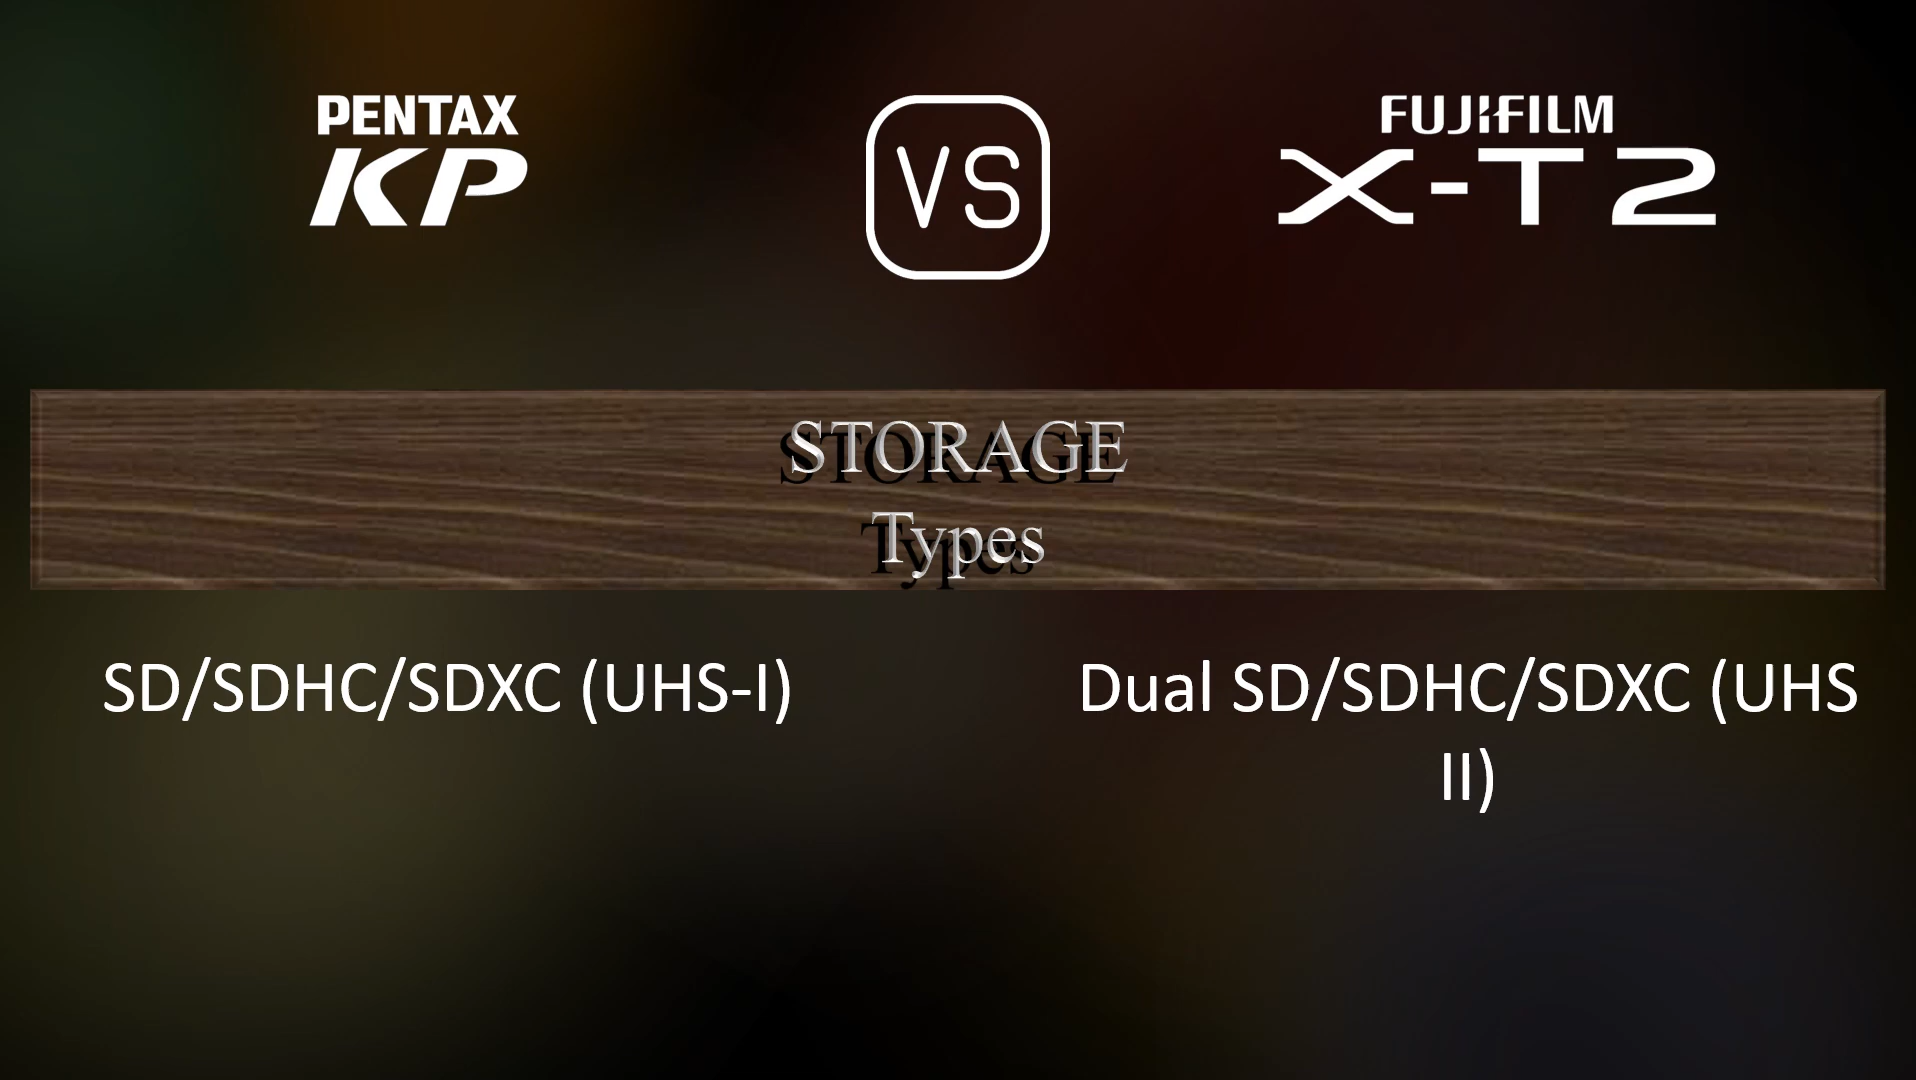 PENTAX
KP
VS
FUJIFILM
X-T2
STORAGE
Types
SD/SDHC/SDXC (UHS-I)
Dual SD/SDHC/SDXC (UHS
II)